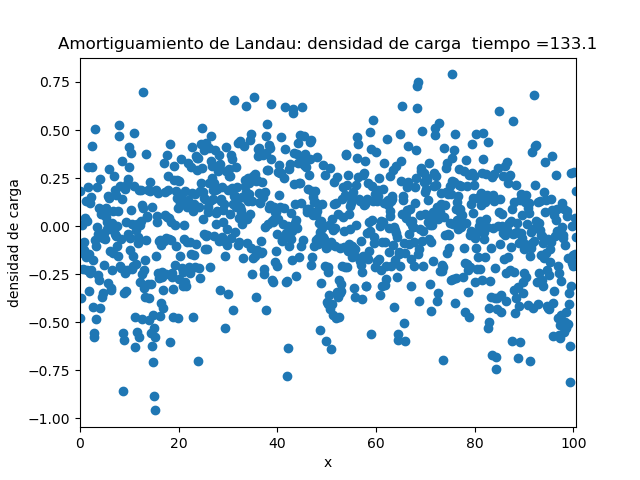 Amortiguamiento de Landau: densidad de carga  tiempo =133.1
densidad de carga
0.75
0.50
0.25
0.00
−0.25
−0.50
−0.75
−1.00
0 20 40 60 80 100
x